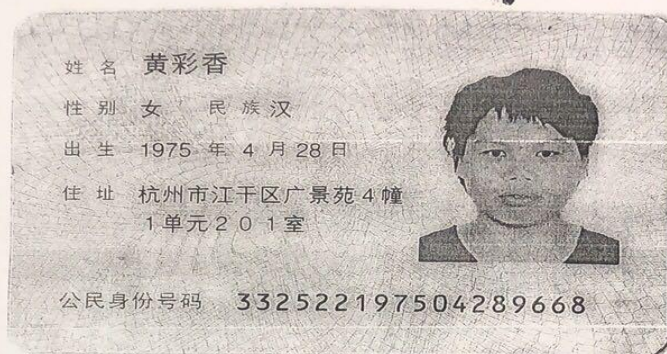 姓 名 黄彩香
性 别 女 民 族 汉
出 生 1975 年 4 月 28 日
住 址 杭州市江干区广景苑4幢
1单元201室
公民身份号码 332522197504289668